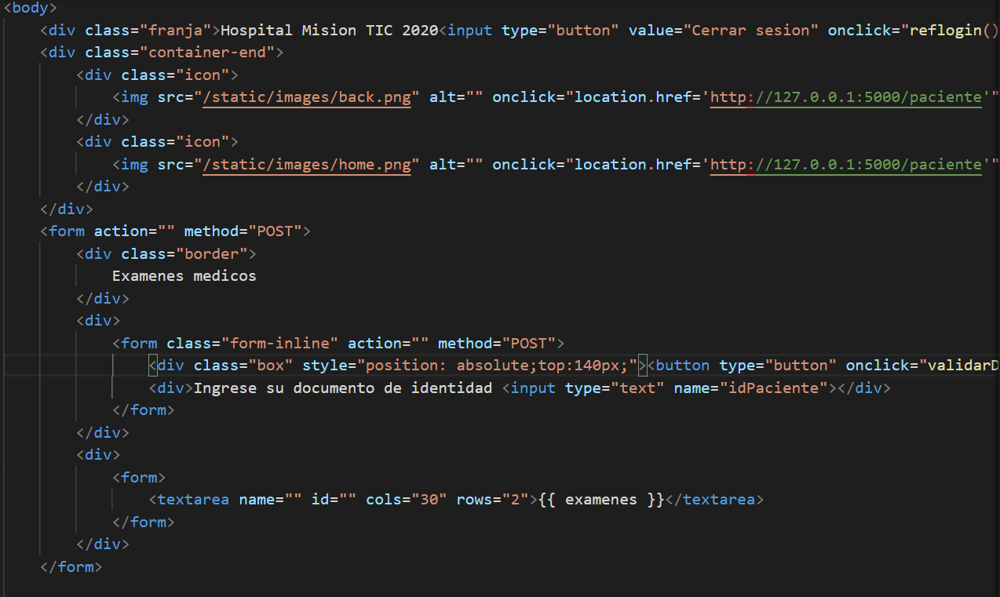 <body>
<div class="franja">Hospital Mision TIC 2020<input type="button" value="Cerrar sesion" onclick="reflogin()
<div class="container-end">
<div class="icon">
<img src="/static/images/back.png" alt="" onclick="location.href='http://127.0.0.1:5000/paciente'"
</div>
<div class="icon">
<img src="/static/images/home.png" alt="" onclick="location.href='http://127.0.0.1:5000/paciente'"
</div>
</div>
<form action="" method="POST">
<div class="border">
Examenes medicos
</div>
<div>
<form class="form-inline" action="" method="POST">
<div class="box" style="position: absolute;top:140px;"><button type="button" onclick="validarD
<div>Ingrese su documento de identidad <input type="text" name="idPaciente"></div>
</form>
</div>
<div>
<form>
<textarea name="" id="" cols="30" rows="2">{{ examenes }}</textarea>
</form>
</div>
</form>